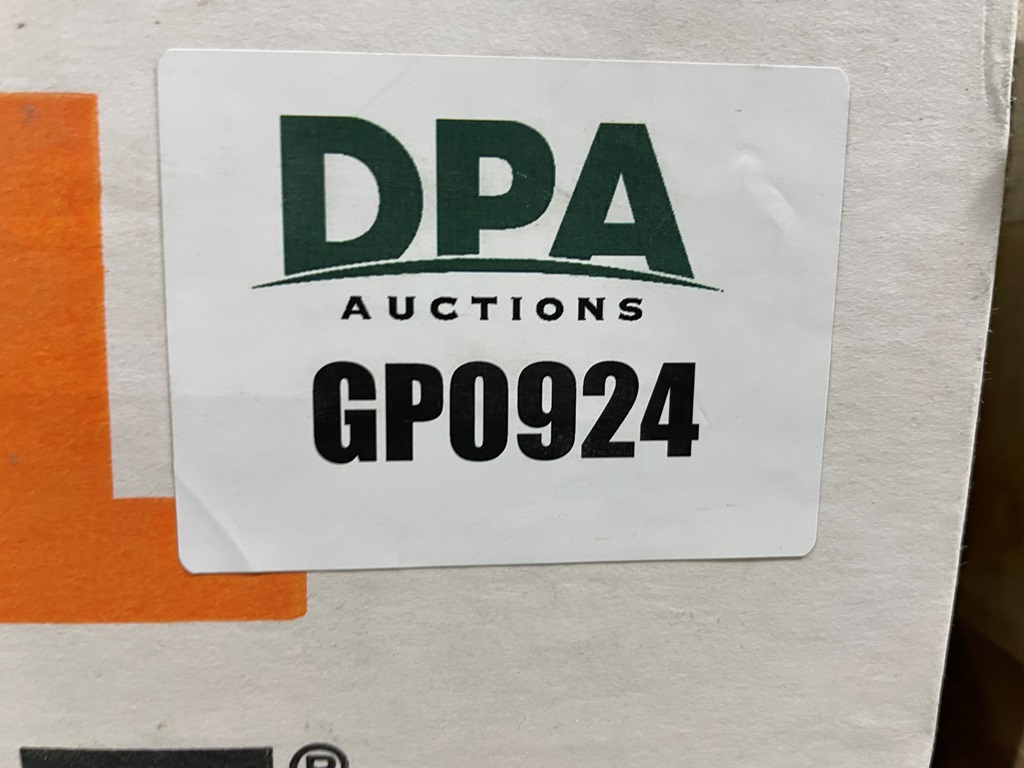 DPA
AUCTIONS
GP0924
®